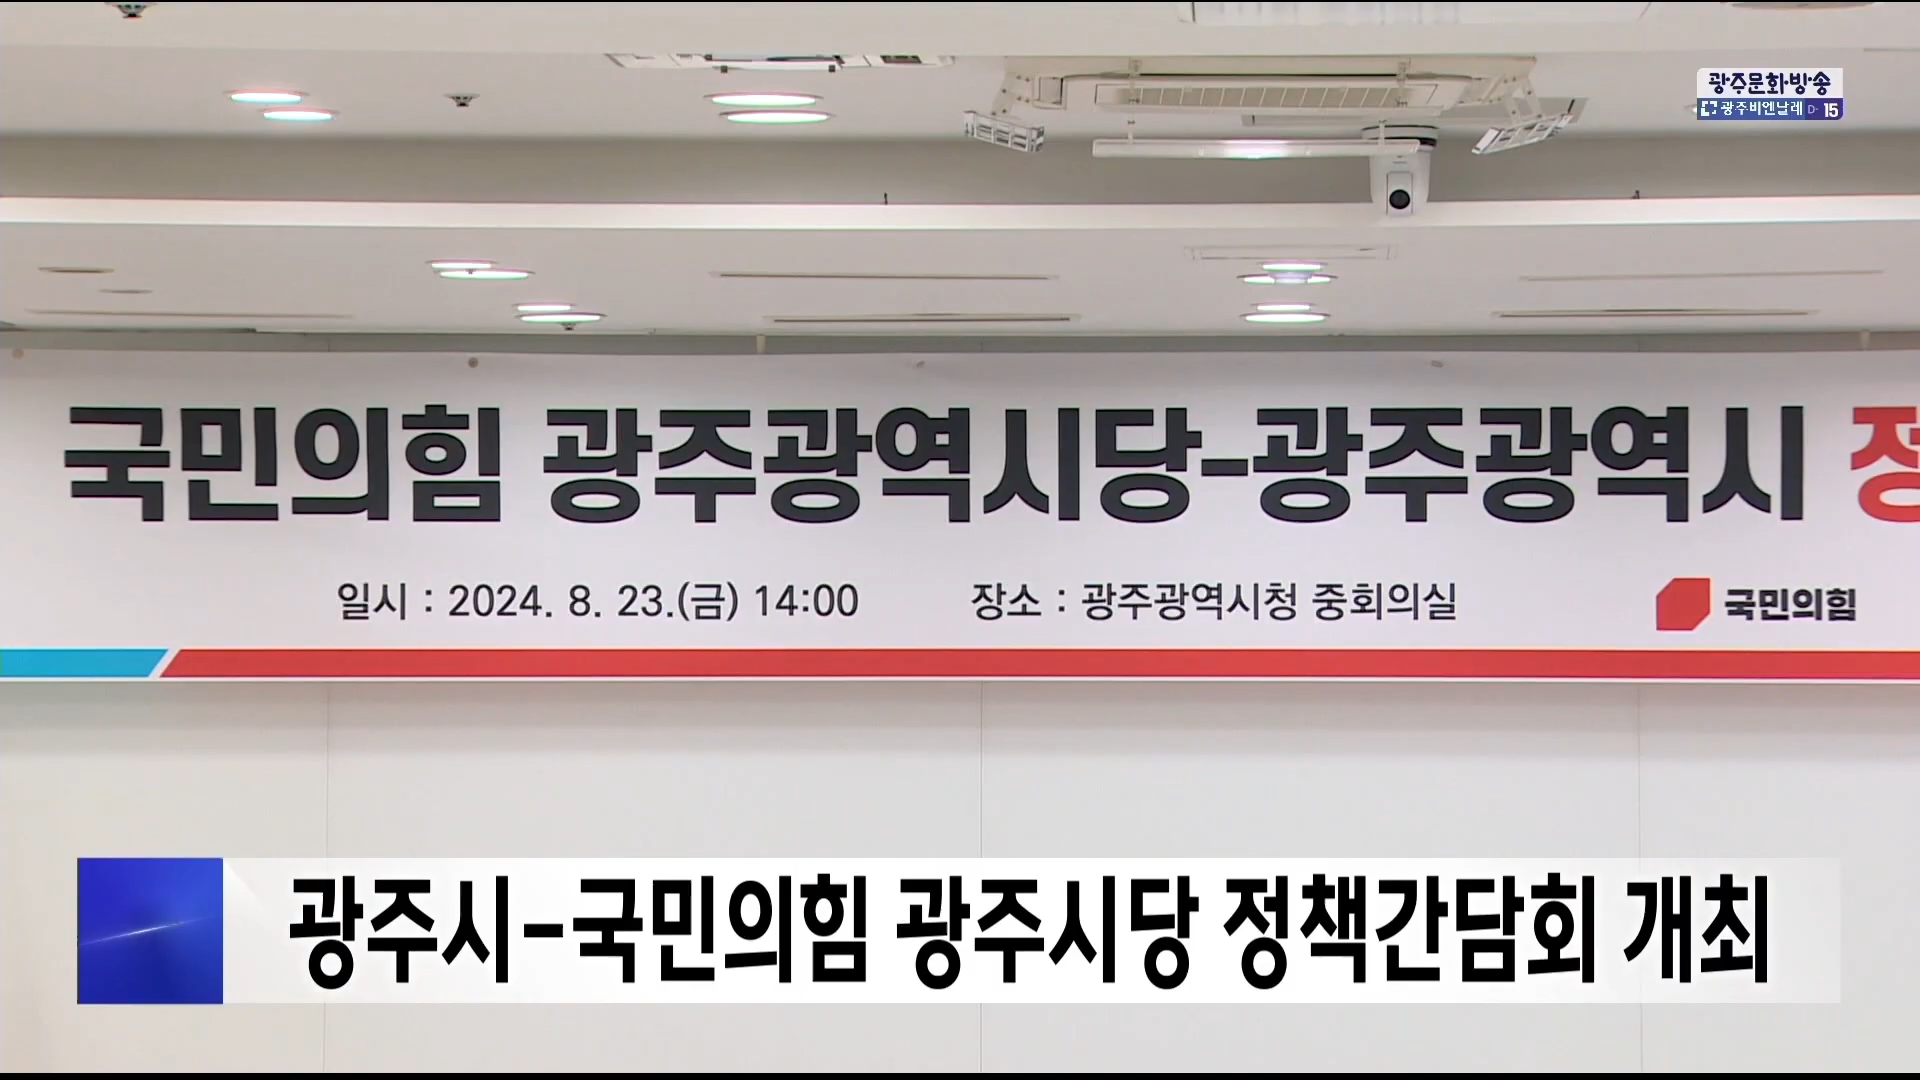 광주문화방송
광주비엔날레 D-15
국민의힘 광주광역시당-광주광역시
일시 : 2024. 8. 23.(금) 14:00
장소 : 광주광역시청 중회의실
국민의힘
광주시-국민의힘 광주시당 정책간담회 개최